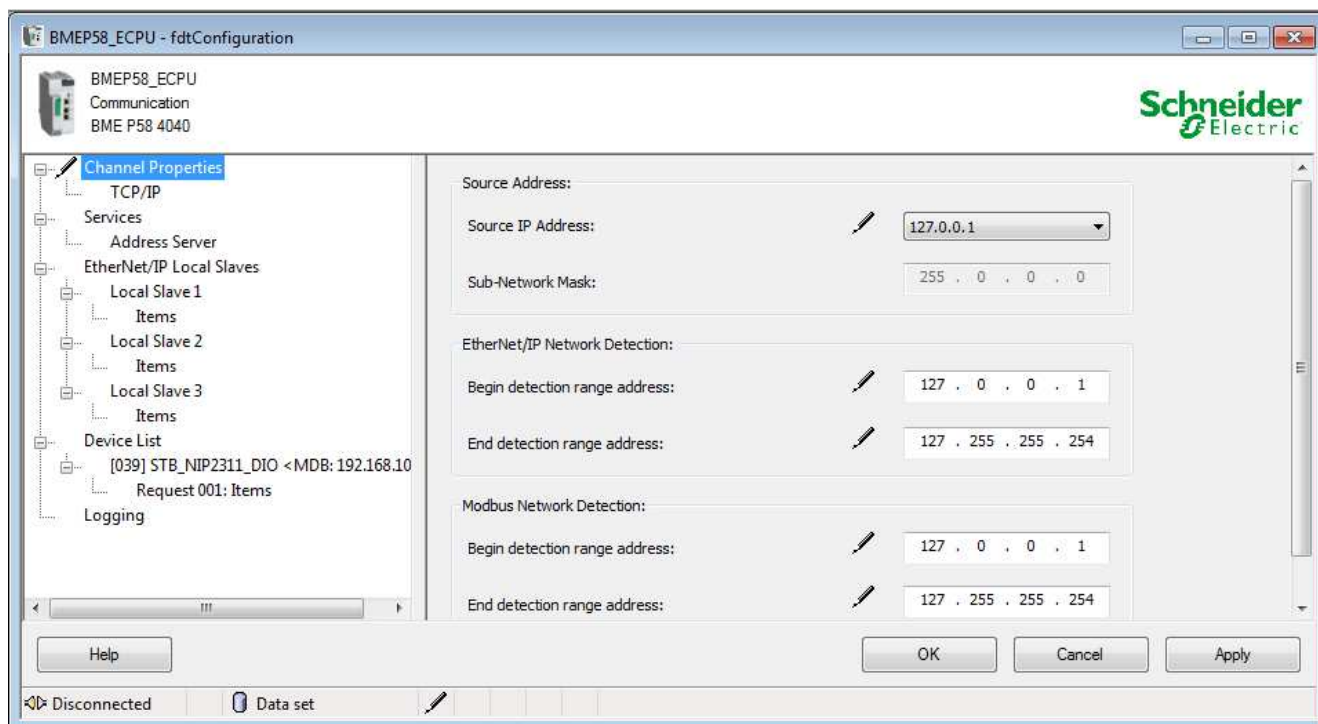 BMEP58_ECPU - fdtConfiguration
BMEP58_ECPU
Communication
BME P58 4040
Schneider
Electric
Channel Properties
TCP/IP
Services
Address Server
EtherNet/IP Local Slaves
Local Slave 1
Items
Local Slave 2
Items
Local Slave 3
Items
Device List
[039] STB_NIP2311_DIO <MDB: 192.168.10
Request 001: Items
Logging
Source Address:
Source IP Address: 127.0.0.1
Sub-Network Mask: 255 . 0 . 0 . 0
EtherNet/IP Network Detection:
Begin detection range address: 127 . 0 . 0 . 1
End detection range address: 127 . 255 . 255 . 254
Modbus Network Detection:
Begin detection range address: 127 . 0 . 0 . 1
End detection range address: 127 . 255 . 255 . 254
Help OK Cancel Apply
Disconnected Data set